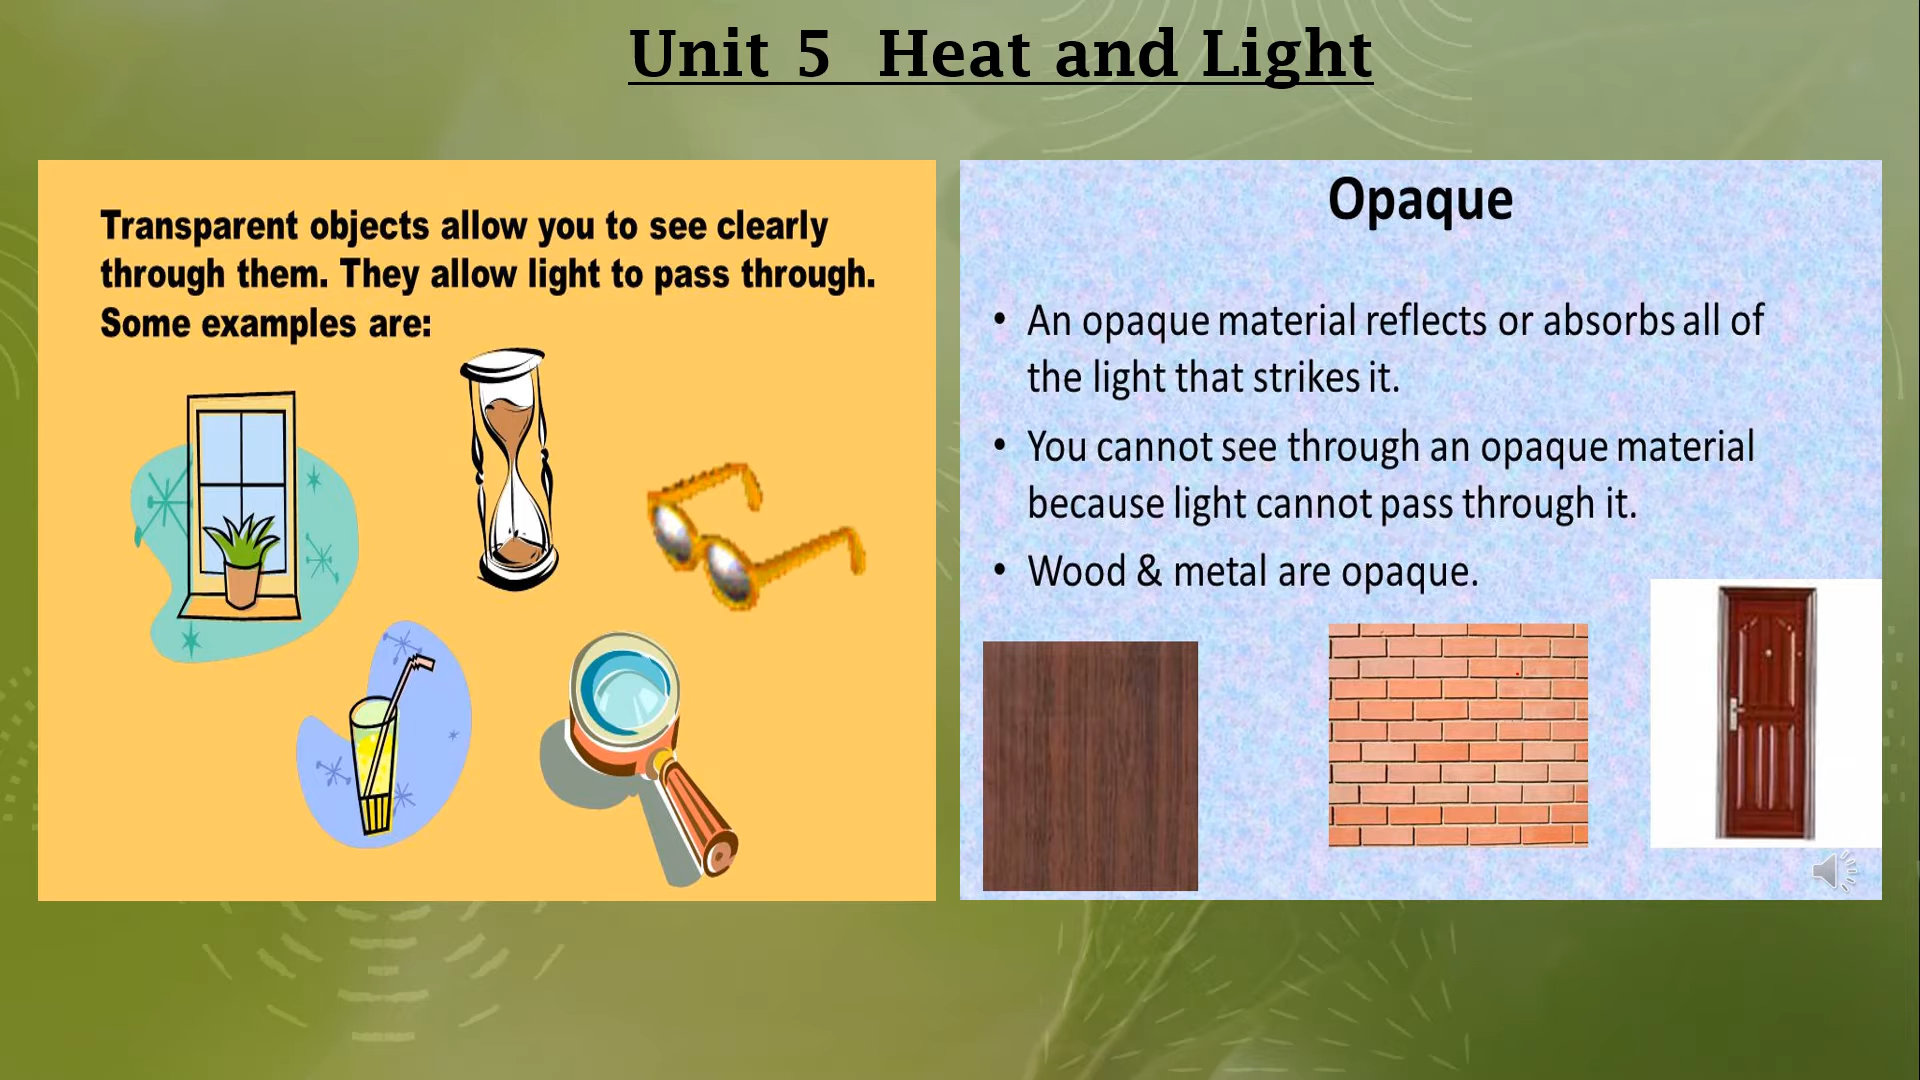 Unit 5  Heat and Light
Transparent objects allow you to see clearly
through them. They allow light to pass through.
Some examples are:
Opaque
• An opaque material reflects or absorbs all of
the light that strikes it.
• You cannot see through an opaque material
because light cannot pass through it.
• Wood & metal are opaque.